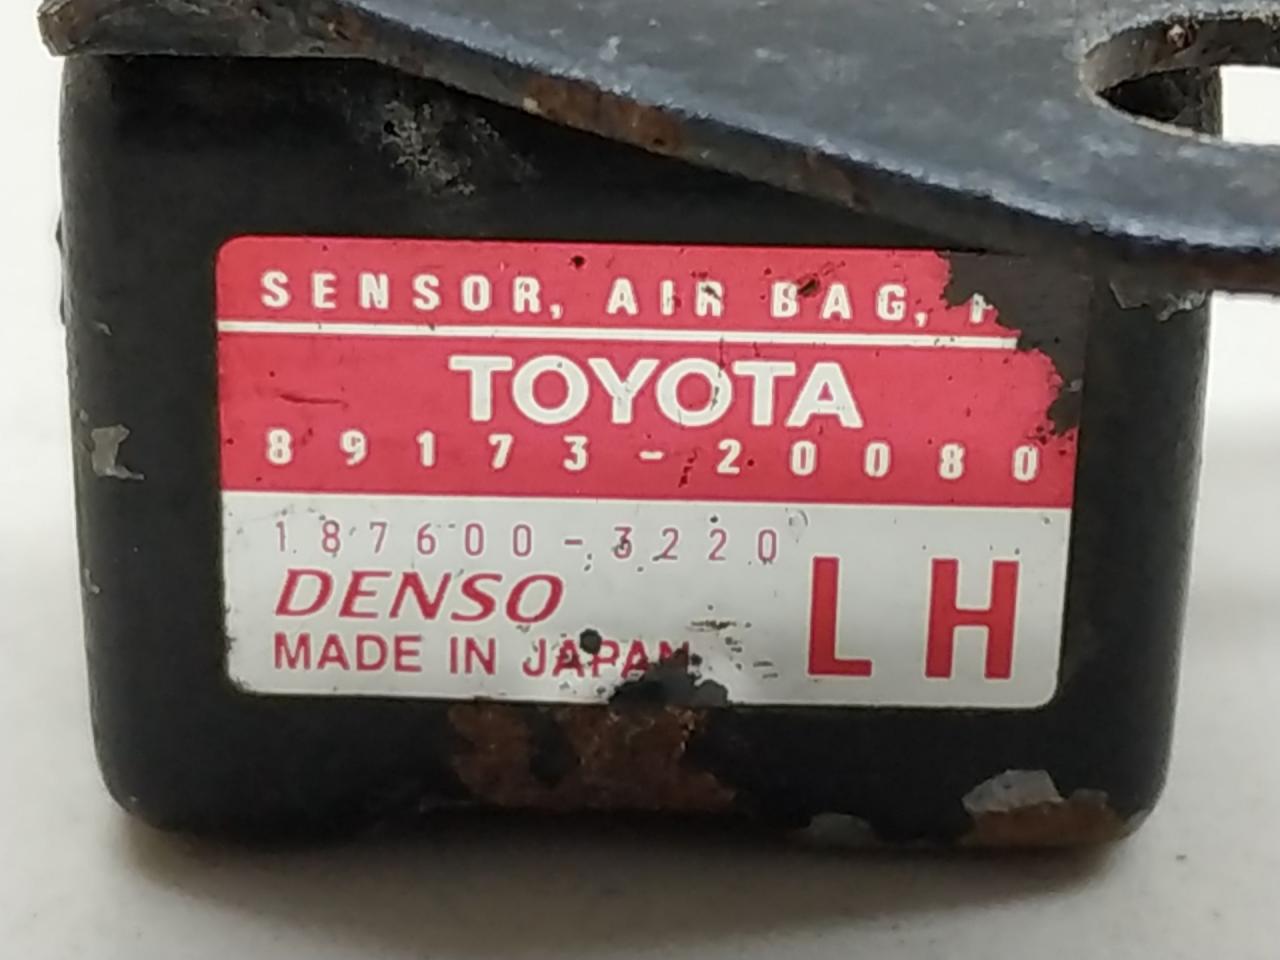 SENSOR, AIR BAG,
TOYOTA
89173-20080
187600-3220
DENSO
MADE IN JAPAN
LH